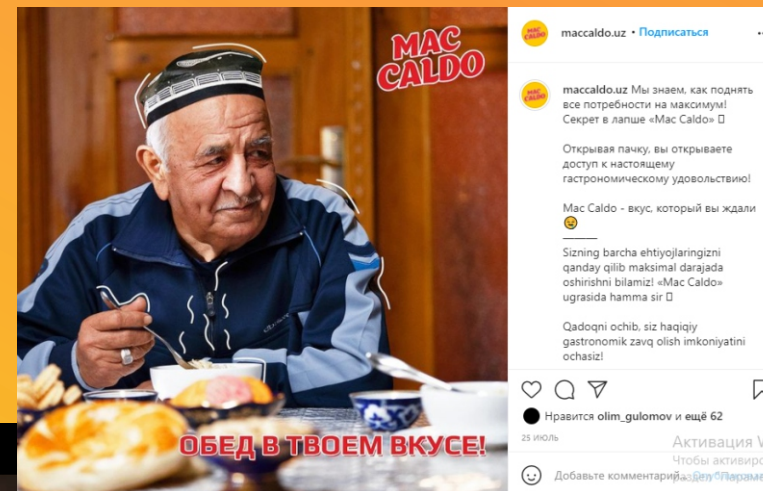 MAC
CALDO
ОБЕД В ТВОЕМ ВКУСЕ!
maccaldo.uz • Подписаться
maccaldo.uz Мы знаем, как поднять
все потребности на максимум!
Секрет в лапше «Mac Caldo»
Открывая пачку, вы открываете
доступ к настоящему
гастрономическому удовольствию!
Mac Caldo - вкус, который вы ждали
Sizning barcha ehtiyojlaringizni
qanday qilib maksimal darajada
oshirishni bilamiz! «Mac Caldo»
ugrasida hamma sir
Qadoqni ochib, siz haqiqiy
gastronomik zavq olish imkoniyatini
ochasiz!
Нравится olim_gulomov и ещё 62
25 ИЮЛЬ
Активация W
Чтобы активиро
Добавьте комментарий...